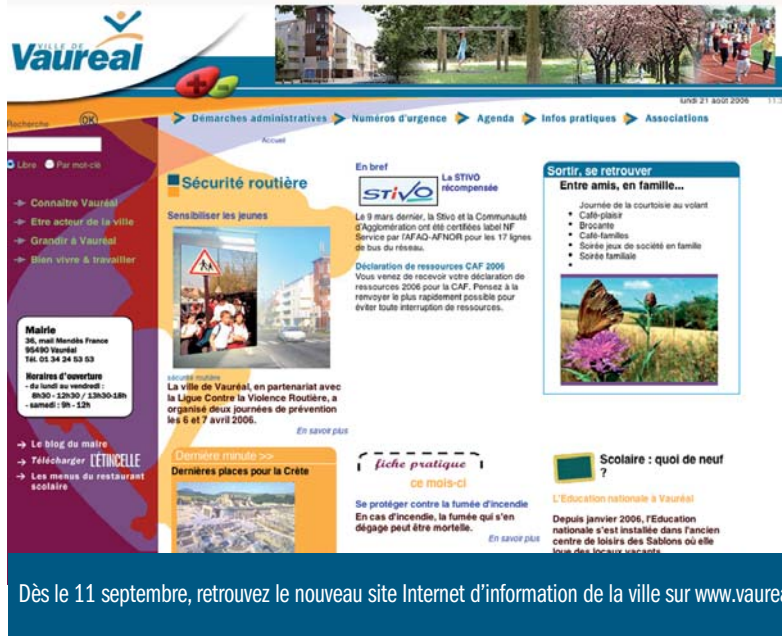 VILLE DE
Vauréal
lundi 21 août 2006
Recherche
OK
Libre
Par mot-clé
Démarches administratives
Numéros d'urgence
Agenda
Infos pratiques
Associations
Accueil
Connaître Vauréal
Etre acteur de la ville
Grandir à Vauréal
Bien vivre & travailler
Mairie
36, mail Mendès France
95490 Vauréal
Tél. 01 34 24 53 53
Horaires d'ouverture
- du lundi au vendredi :
8h30 - 12h30 / 13h30-18h
- samedi : 9h - 12h
Le blog du maire
Télécharger L'ÉTINCELLE
Les menus du restaurant
scolaire
Sécurité routière
Sensibiliser les jeunes
sécurité routière
La ville de Vauréal, en partenariat avec
la Ligue Contre la Violence Routière, a
organisé deux journées de prévention
les 6 et 7 avril 2006.
En savoir plus
Dernière minute >>
Dernières places pour la Crète
En bref
STIVO
La STIVO
récompensée
Le 9 mars dernier, la Stivo et la Communauté
d'Agglomération ont été certifiées label NF
Service par l'AFAQ-AFNOR pour les 17 lignes
de bus du réseau.
Déclaration de ressources CAF 2006
Vous venez de recevoir votre déclaration de
ressources 2006 pour la CAF. Pensez à la
renvoyer le plus rapidement possible pour
éviter toute interruption de ressources.
fiche pratique
ce mois-ci
Se protéger contre la fumée d'incendie
En cas d'incendie, la fumée qui s'en
dégage peut être mortelle.
En savoir plus
Sortir, se retrouver
Entre amis, en famille...
Journée de la courtoisie au volant
Café-plaisir
Brocante
Café-familles
Soirée jeux de société en famille
Soirée familiale
Scolaire : quoi de neuf
?
L'Education nationale à Vauréal
Depuis janvier 2006, l'Education
nationale s'est installée dans l'ancien
centre de loisirs des Sablons où elle
loue des locaux vacants
Dès le 11 septembre, retrouvez le nouveau site Internet d'information de la ville sur www.vaurea